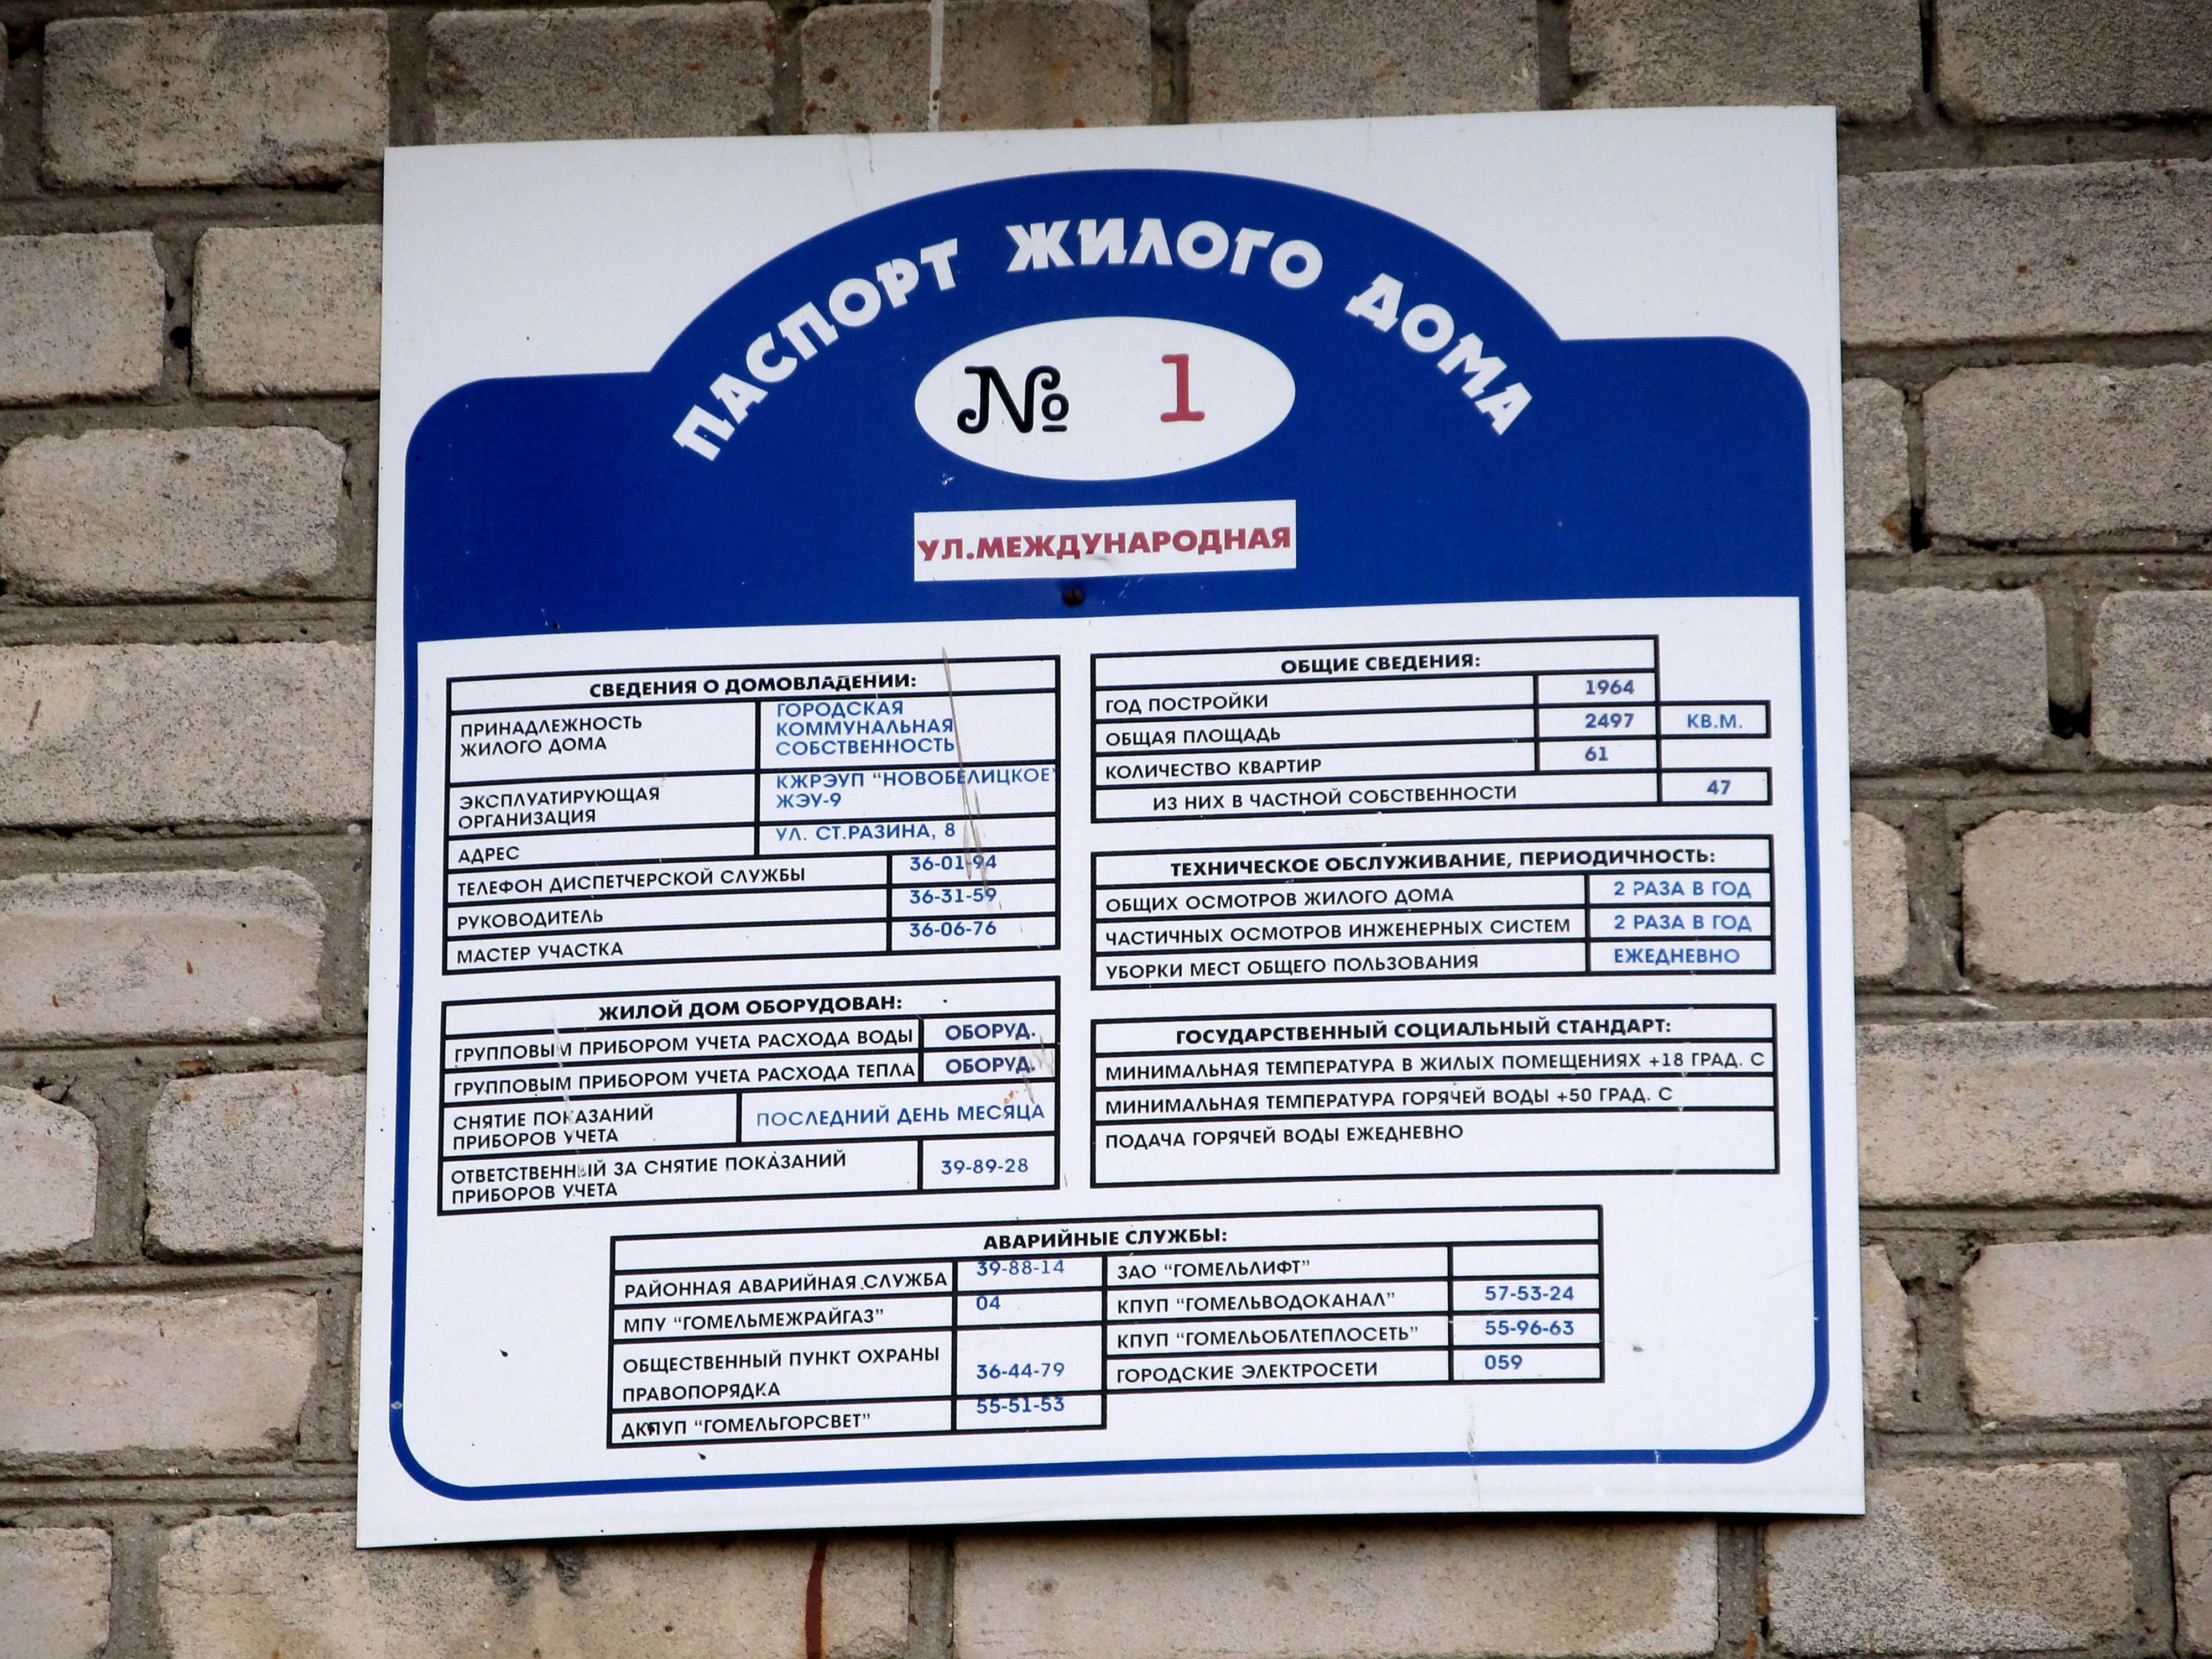 ПАСПОРТ ЖИЛОГО ДОМА
№ 1
УЛ.МЕЖДУНАРОДНАЯ
СВЕДЕНИЯ О ДОМОВЛАДЕНИИ:
ПРИНАДЛЕЖНОСТЬ
ЖИЛОГО ДОМА
ГОРОДСКАЯ
КОММУНАЛЬНАЯ
СОБСТВЕННОСТЬ
ЭКСПЛУАТИРУЮЩАЯ
ОРГАНИЗАЦИЯ
КЖРЭУП “НОВОБЕЛИЦКОЕ”
ЖЭУ-9
АДРЕС УЛ. СТ.РАЗИНА, 8
ТЕЛЕФОН ДИСПЕТЧЕРСКОЙ СЛУЖБЫ 36-01-94
РУКОВОДИТЕЛЬ 36-31-59
МАСТЕР УЧАСТКА 36-06-76
ЖИЛОЙ ДОМ ОБОРУДОВАН:
ГРУППОВЫМ ПРИБОРОМ УЧЕТА РАСХОДА ВОДЫ ОБОРУД.
ГРУППОВЫМ ПРИБОРОМ УЧЕТА РАСХОДА ТЕПЛА ОБОРУД.
СНЯТИЕ ПОКАЗАНИЙ
ПРИБОРОВ УЧЕТА
ПОСЛЕДНИЙ ДЕНЬ МЕСЯЦА
ОТВЕТСТВЕННЫЙ ЗА СНЯТИЕ ПОКАЗАНИЙ
ПРИБОРОВ УЧЕТА
39-89-28
ОБЩИЕ СВЕДЕНИЯ:
ГОД ПОСТРОЙКИ 1964
ОБЩАЯ ПЛОЩАДЬ 2497 КВ.М.
КОЛИЧЕСТВО КВАРТИР 61
ИЗ НИХ В ЧАСТНОЙ СОБСТВЕННОСТИ 47
ТЕХНИЧЕСКОЕ ОБСЛУЖИВАНИЕ, ПЕРИОДИЧНОСТЬ:
ОБЩИХ ОСМОТРОВ ЖИЛОГО ДОМА 2 РАЗА В ГОД
ЧАСТИЧНЫХ ОСМОТРОВ ИНЖЕНЕРНЫХ СИСТЕМ 2 РАЗА В ГОД
УБОРКИ МЕСТ ОБЩЕГО ПОЛЬЗОВАНИЯ ЕЖЕДНЕВНО
ГОСУДАРСТВЕННЫЙ СОЦИАЛЬНЫЙ СТАНДАРТ:
МИНИМАЛЬНАЯ ТЕМПЕРАТУРА В ЖИЛЫХ ПОМЕЩЕНИЯХ +18 ГРАД. С
МИНИМАЛЬНАЯ ТЕМПЕРАТУРА ГОРЯЧЕЙ ВОДЫ +50 ГРАД. С
ПОДАЧА ГОРЯЧЕЙ ВОДЫ ЕЖЕДНЕВНО
АВАРИЙНЫЕ СЛУЖБЫ:
РАЙОННАЯ АВАРИЙНАЯ СЛУЖБА 39-88-14
МПУ “ГОМЕЛЬМЕЖРАЙГАЗ” 04
ОБЩЕСТВЕННЫЙ ПУНКТ ОХРАНЫ
ПРАВОПОРЯДКА
36-44-79
ДКПУП “ГОМЕЛЬГОРСВЕТ” 55-51-53
ЗАО “ГОМЕЛЬЛИФТ”
КПУП “ГОМЕЛЬВОДОКАНАЛ” 57-53-24
КПУП “ГОМЕЛЬОБЛТЕПЛОСЕТЬ” 55-96-63
ГОРОДСКИЕ ЭЛЕКТРОСЕТИ 059